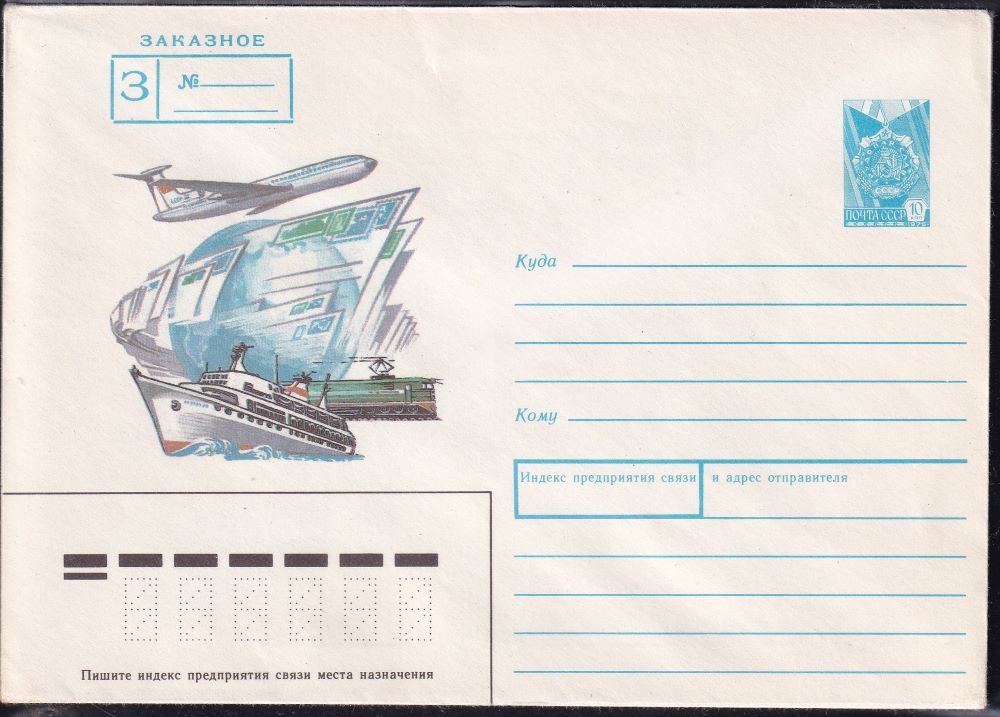 ЗАКАЗНОЕ
З №
ПОЧТА СССР 10
Куда
Кому
Индекс предприятия связи и адрес отправителя
Пишите индекс предприятия связи места назначения